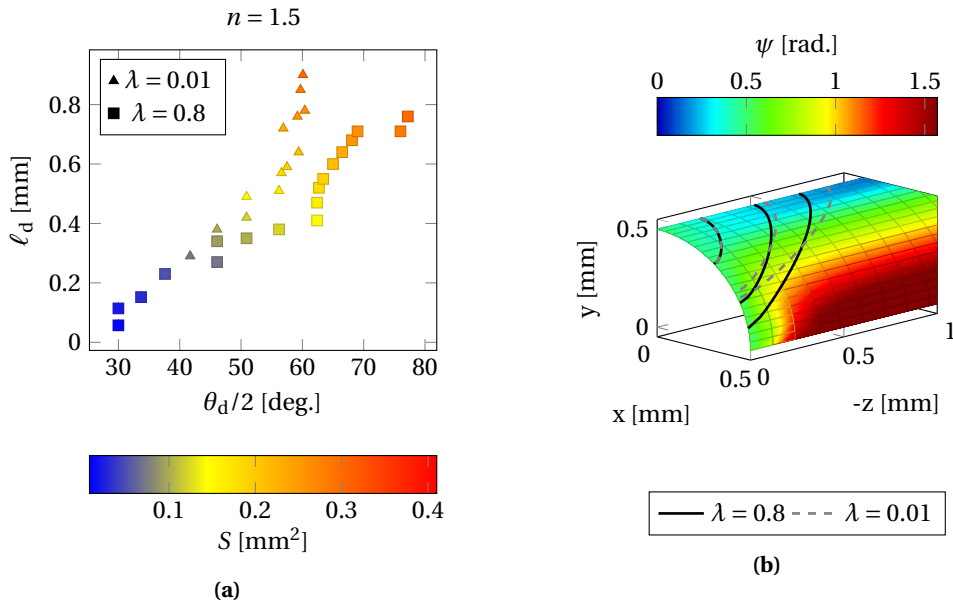 n = 1.5
λ = 0.01
λ = 0.8
ℓd [mm]
0.8
0.6
0.4
0.2
0
30 40 50 60 70 80
θd/2 [deg.]
0.1 0.2 0.3 0.4
S [mm²]
(a)
ψ [rad.]
0 0.5 1 1.5
y [mm]
0.5
0
0
0.5
x [mm]
0
0.5
1
-z [mm]
λ = 0.8 λ = 0.01
(b)